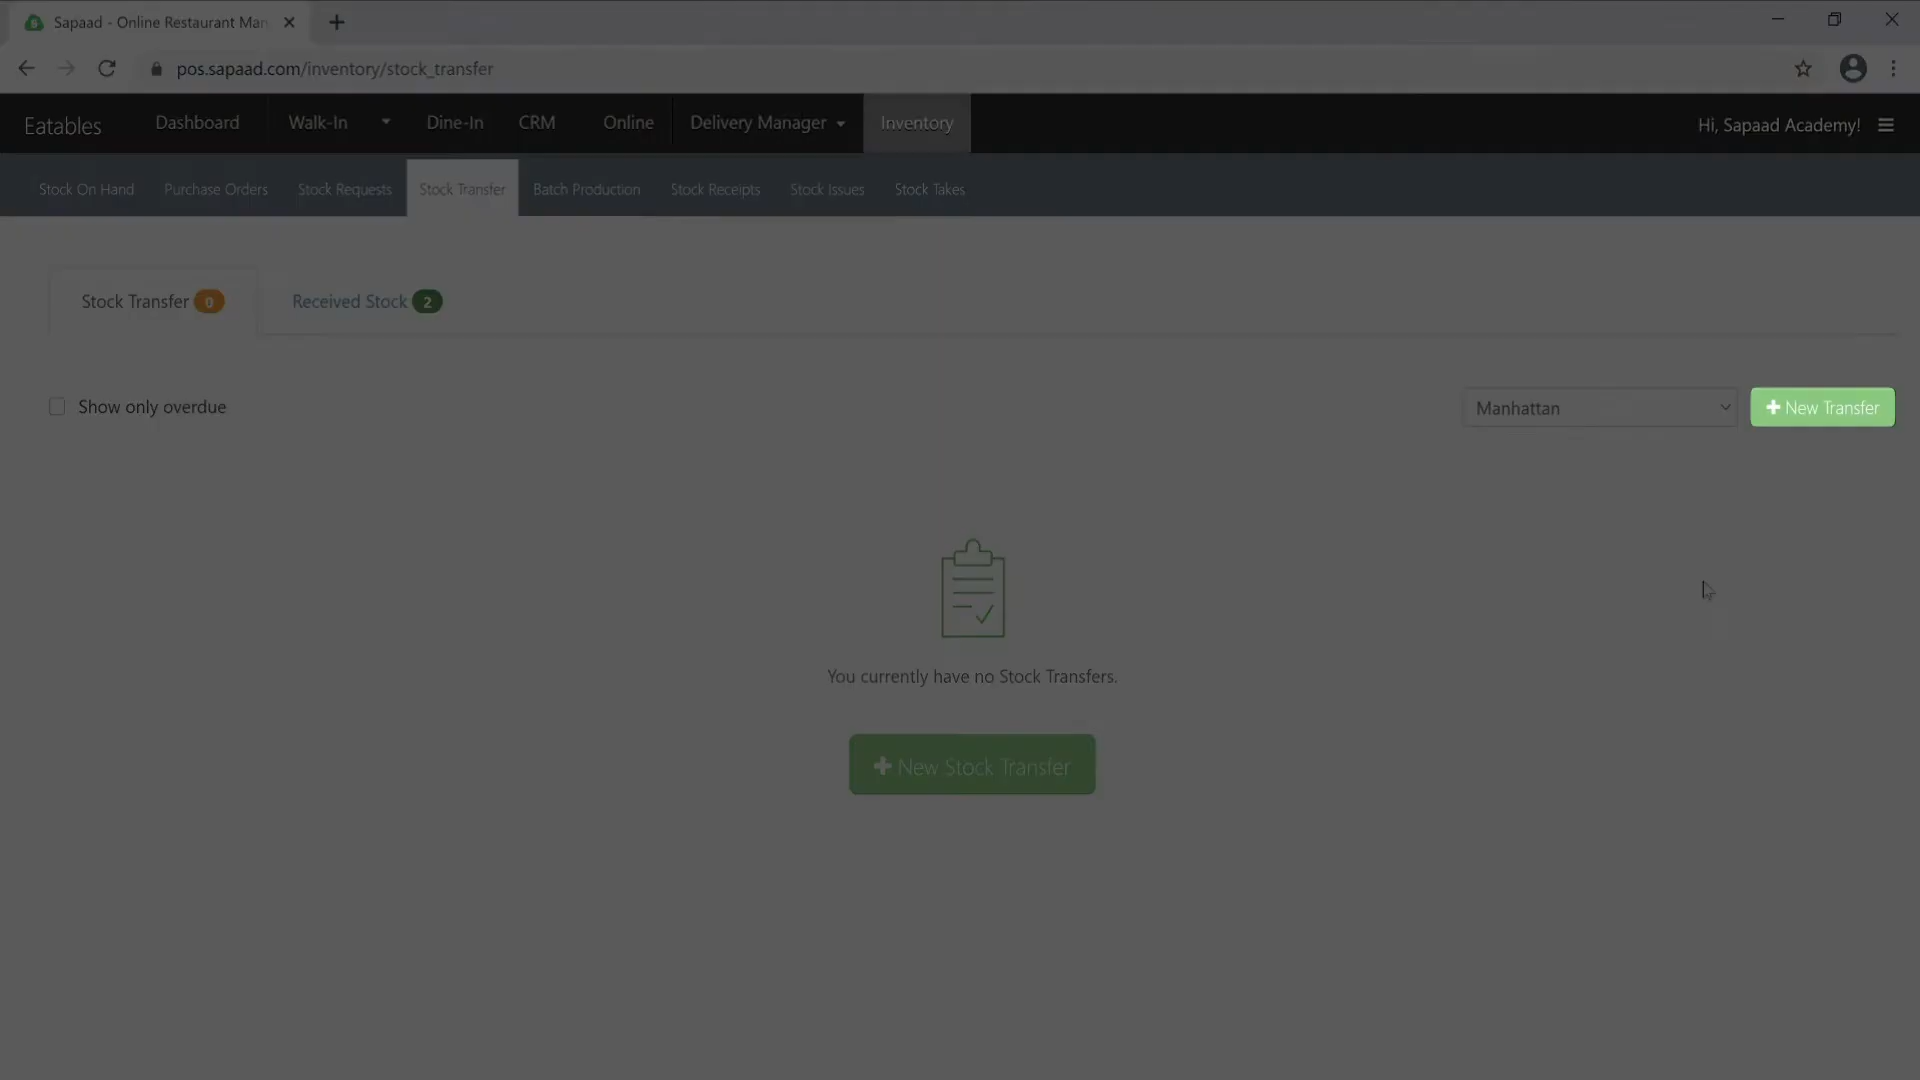 Sapaad - Online Restaurant Man
pos.sapaad.com/inventory/stock_transfer
Eatables Dashboard Walk-In Dine-In CRM Online Delivery Manager Inventory Hi, Sapaad Academy!
Stock On Hand Purchase Orders Stock Requests Stock Transfer Batch Production Stock Receipts Stock Issues Stock Takes
Stock Transfer 0 Received Stock 2
Show only overdue Manhattan New Transfer
You currently have no Stock Transfers.
New Stock Transfer